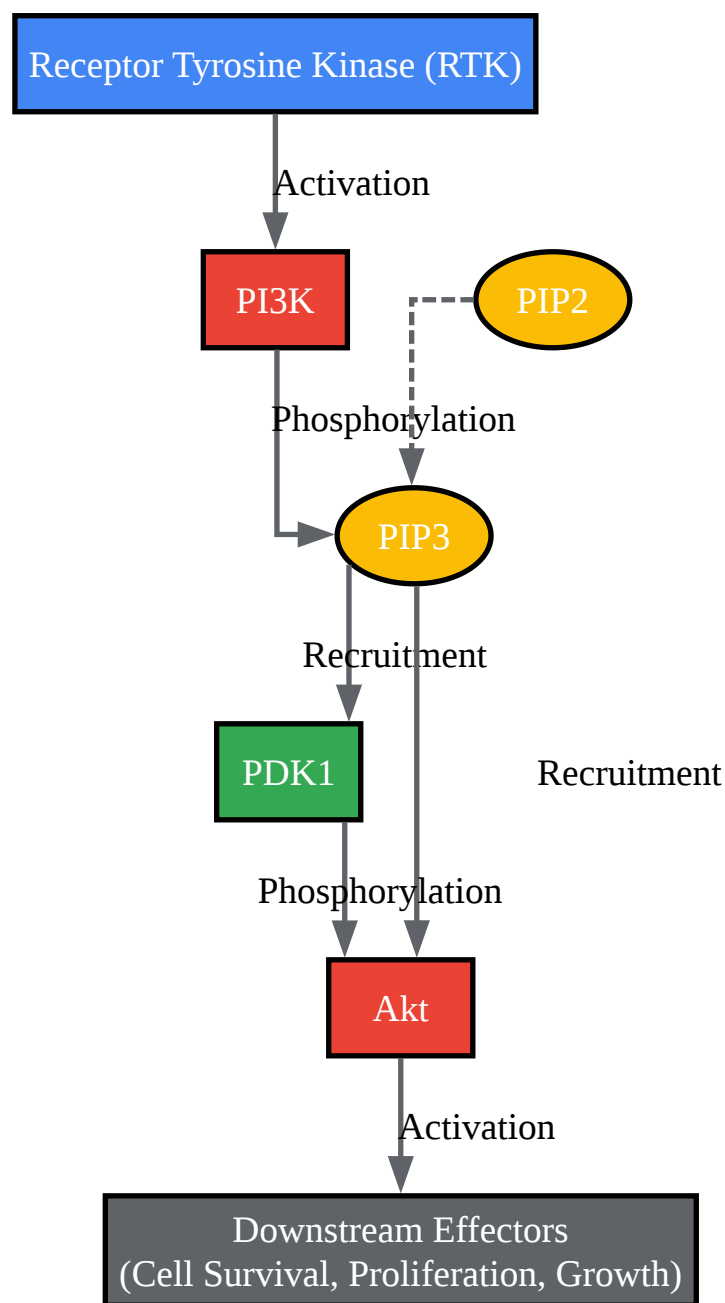 Receptor Tyrosine Kinase (RTK)
Activation
PI3K
PIP2
Phosphorylation
PIP3
Recruitment
PDK1
Recruitment
Phosphorylation
Akt
Activation
Downstream Effectors
(Cell Survival, Proliferation, Growth)